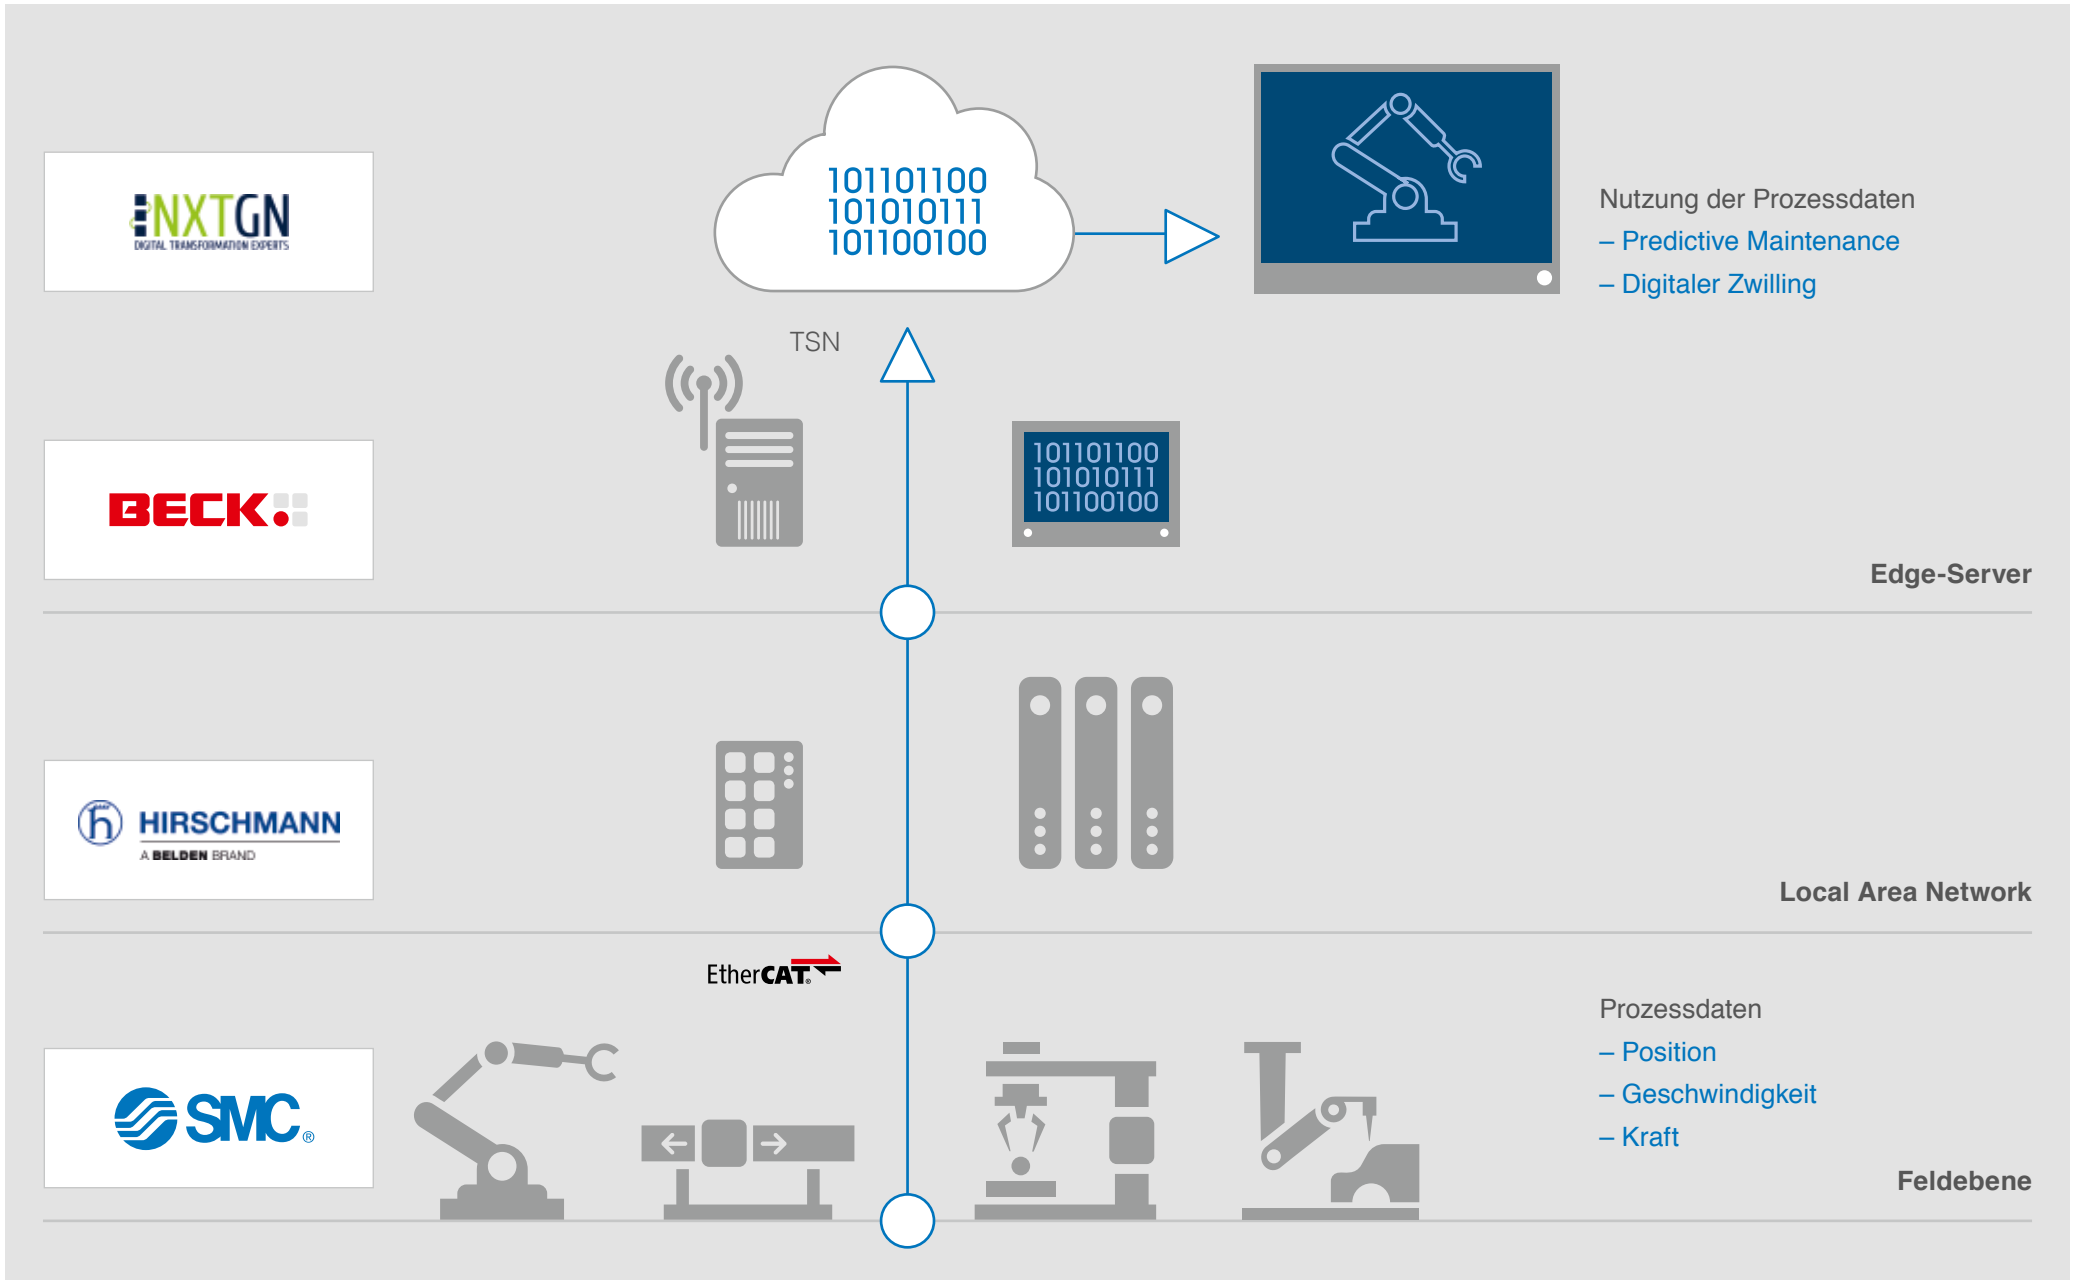 NXTGN
DIGITAL TRANSFORMATION EXPERTS
101101100
101010111
101100100
Nutzung der Prozessdaten
– Predictive Maintenance
– Digitaler Zwilling
TSN
BECK
101101100
101010111
101100100
Edge-Server
HIRSCHMANN
A BELDEN BRAND
Local Area Network
EtherCAT®
Prozessdaten
– Position
– Geschwindigkeit
– Kraft
SMC®
Feldebene